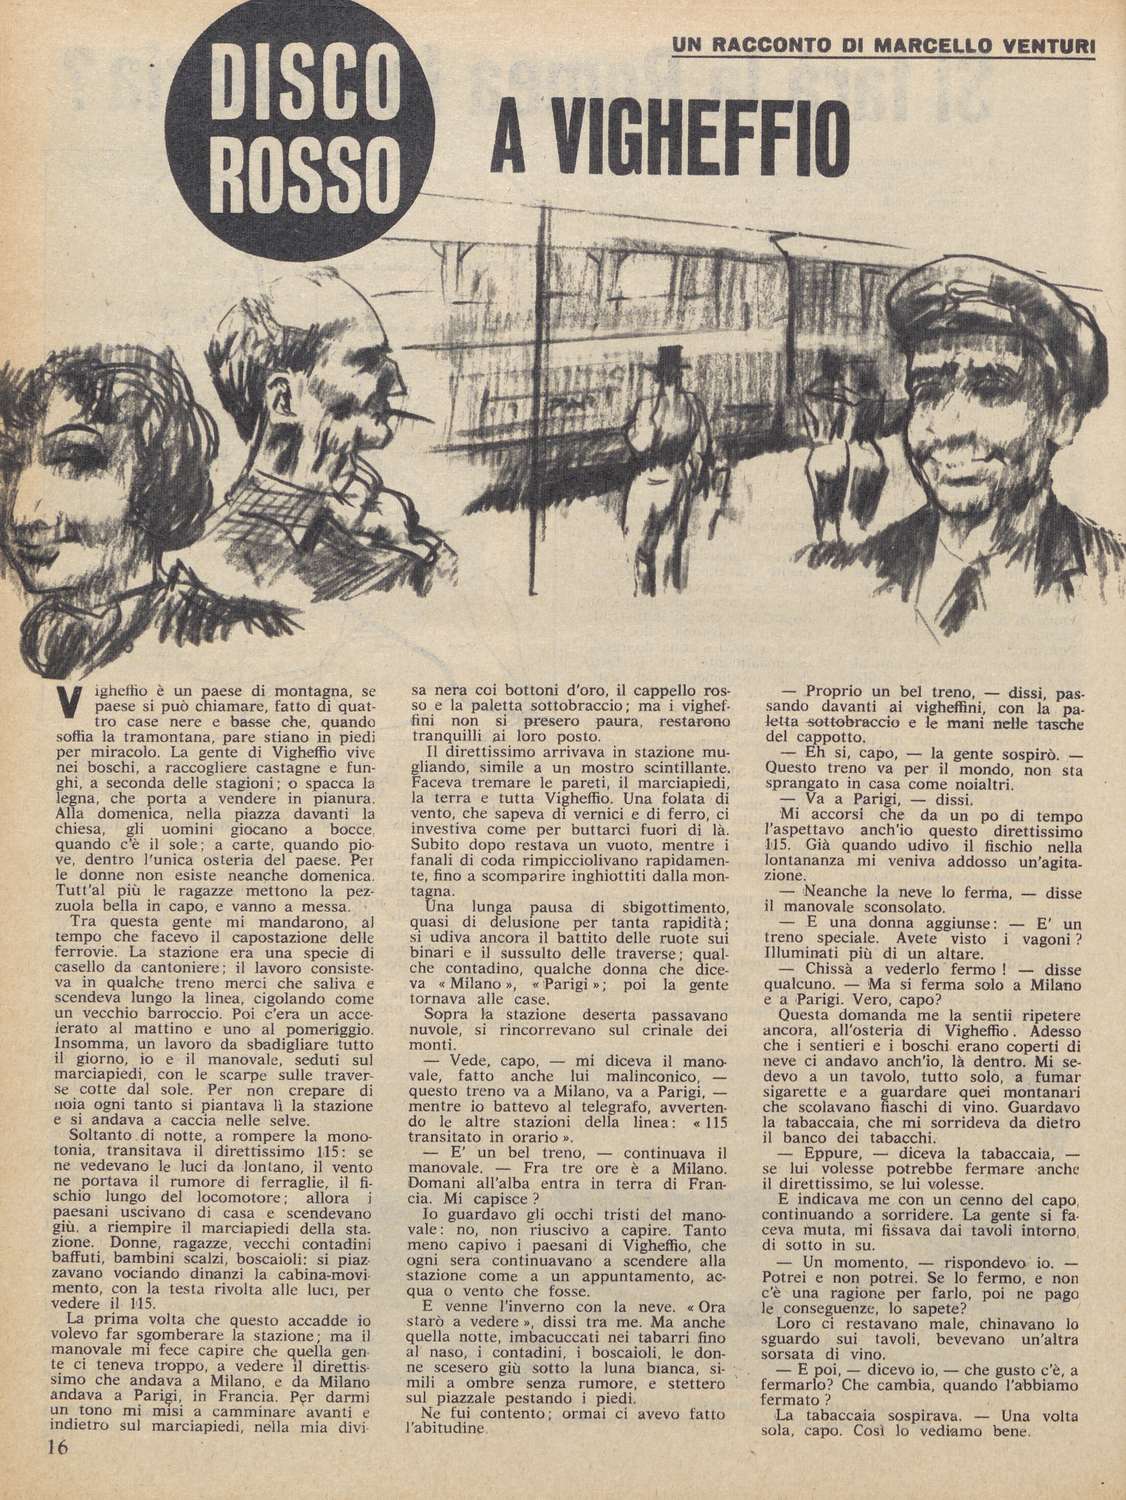 UN RACCONTO DI MARCELLO VENTURI
DISCO
ROSSO
A VIGHEFFIO
Vigheffio è un paese di montagna, se
paese si può chiamare, fatto di quat-
tro case nere e basse che, quando
soffia la tramontana, pare stiano in piedi
per miracolo. La gente di Vigheffio vive
nei boschi, a raccogliere castagne e fun-
ghi, a seconda delle stagioni; o spacca la
legna, che porta a vendere in pianura.
Alla domenica, nella piazza davanti la
chiesa, gli uomini giocano a bocce,
quando c'è il sole; a carte, quando pio-
ve, dentro l'unica osteria del paese. Per
le donne non esiste neanche domenica.
Tutt'al più le ragazze mettono la pez-
zuola bella in capo, e vanno a messa.
Tra questa gente mi mandarono, al
tempo che facevo il capostazione delle
ferrovie. La stazione era una specie di
casello da cantoniere; il lavoro consiste-
va in qualche treno merci che saliva e
scendeva lungo la linea, cigolando come
un vecchio barroccio. Poi c'era un acce-
lerato al mattino e uno al pomeriggio.
Insomma, un lavoro da sbadigliare tutto
il giorno, io e il manovale, seduti sul
marciapiedi, con le scarpe sulle traver-
se cotte dal sole. Per non crepare di
noia ogni tanto si piantava lì la stazione
e si andava a caccia nelle selve.
Soltanto di notte, a rompere la mono-
tonia, transitava il direttissimo 115: se
ne vedevano le luci da lontano, il vento
ne portava il rumore di ferraglie, il fi-
schio lungo del locomotore; allora i
paesani uscivano di casa e scendevano
giù, a riempire il marciapiedi della sta-
zione. Donne, ragazze, vecchi contadini
baffuti, bambini scalzi, boscaioli: si piaz-
zavano vociando dinanzi la cabina-movi-
mento, con la testa rivolta alle luci, per
vedere il 115.
La prima volta che questo accadde io
volevo far sgomberare la stazione; ma il
manovale mi fece capire che quella gen-
te ci teneva troppo, a vedere il direttis-
simo che andava a Milano, e da Milano
andava a Parigi, in Francia. Per darmi
un tono mi misi a camminare avanti e
indietro sul marciapiedi, nella mia divi-
16
sa nera coi bottoni d'oro, il cappello ros-
so e la paletta sottobraccio; ma i vighef-
fini non si presero paura, restarono
tranquilli ai loro posto.
Il direttissimo arrivava in stazione mu-
gliando, simile a un mostro scintillante.
Faceva tremare le pareti, il marciapiedi,
la terra e tutta Vigheffio. Una folata di
vento, che sapeva di vernici e di ferro, ci
investiva come per buttarci fuori di là.
Subito dopo restava un vuoto, mentre i
fanali di coda rimpicciolivano rapidamen-
te, fino a scomparire inghiottiti dalla mon-
tagna.
Una lunga pausa di sbigottimento,
quasi di delusione per tanta rapidità;
si udiva ancora il battito delle ruote sui
binari e il sussulto delle traverse; qual-
che contadino, qualche donna che dice-
va « Milano », « Parigi »; poi la gente
tornava alle case.
Sopra la stazione deserta passavano
nuvole, si rincorrevano sul crinale dei
monti.
— Vede, capo, — mi diceva il mano-
vale, fatto anche lui malinconico, —
questo treno va a Milano, va a Parigi, —
mentre io battevo al telegrafo, avverten-
do le altre stazioni della linea: « 115
transitato in orario ».
— E' un bel treno, — continuava il
manovale. — Fra tre ore è a Milano.
Domani all'alba entra in terra di Fran-
cia. Mi capisce?
Io guardavo gli occhi tristi del mano-
vale: no, non riuscivo a capire. Tanto
meno capivo i paesani di Vigheffio, che
ogni sera continuavano a scendere alla
stazione come a un appuntamento, ac-
qua o vento che fosse.
E venne l'inverno con la neve. « Ora
starò a vedere », dissi tra me. Ma anche
quella notte, imbacuccati nei tabarri fino
al naso, i contadini, i boscaioli, le don-
ne scesero giù sotto la luna bianca, si-
mili a ombre senza rumore, e stettero
sul piazzale pestando i piedi.
Ne fui contento; ormai ci avevo fatto
l'abitudine.
— Proprio un bel treno, — dissi, pas-
sando davanti ai vigheffini, con la pa-
letta sottobraccio e le mani nelle tasche
del cappotto.
— Eh sì, capo, — la gente sospirò. —
Questo treno va per il mondo, non sta
sprangato in casa come noialtri.
— Va a Parigi, — dissi.
Mi accorsi che da un po di tempo
l'aspettavo anch'io questo direttissimo
115. Già quando udivo il fischio nella
lontananza mi veniva addosso un'agita-
zione.
— Neanche la neve lo ferma, — disse
il manovale sconsolato.
— E una donna aggiunse: — E' un
treno speciale. Avete visto i vagoni?
Illuminati più di un altare.
— Chissà a vederlo fermo! — disse
qualcuno. — Ma si ferma solo a Milano
e a Parigi. Vero, capo?
Questa domanda me la sentii ripetere
ancora, all'osteria di Vigheffio. Adesso
che i sentieri e i boschi erano coperti di
neve ci andavo anch'io, là dentro. Mi se-
devo a un tavolo, tutto solo, a fumar
sigarette e a guardare quei montanari
che scolavano fiaschi di vino. Guardavo
la tabaccaia, che mi sorrideva da dietro
il banco dei tabacchi.
— Eppure, — diceva la tabaccaia, —
se lui volesse potrebbe fermare anche
il direttissimo, se lui volesse.
E indicava me con un cenno del capo,
continuando a sorridere. La gente si fa-
ceva muta, mi fissava dai tavoli intorno,
di sotto in su.
— Un momento, — rispondevo io. —
Potrei e non potrei. Se lo fermo, e non
c'è una ragione per farlo, poi ne pago
le conseguenze, lo sapete?
Loro ci restavano male, chinavano lo
sguardo sui tavoli, bevevano un'altra
sorsata di vino.
— E poi, — dicevo io, — che gusto c'è, a
fermarlo? Che cambia, quando l'abbiamo
fermato?
La tabaccaia sospirava. — Una volta
sola, capo. Così lo vediamo bene.